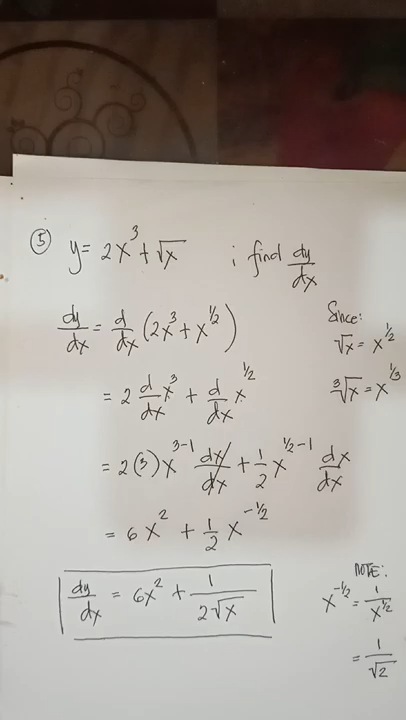 ⑤ y = 2x³ + √x ; find dy/dx
dy/dx = d/dx (2x³ + x^½)
Since:
√x = x^½
= 2 d/dx x³ + d/dx x^½
∛x = x^⅓
= 2(3)x^(3-1) dx/dx + 1/2 x^(½-1) dx/dx
= 6x² + 1/2 x^(-½)
dy/dx = 6x² + 1/(2√x)
NOTE:
x^(-½) = 1/x^½
= 1/√2